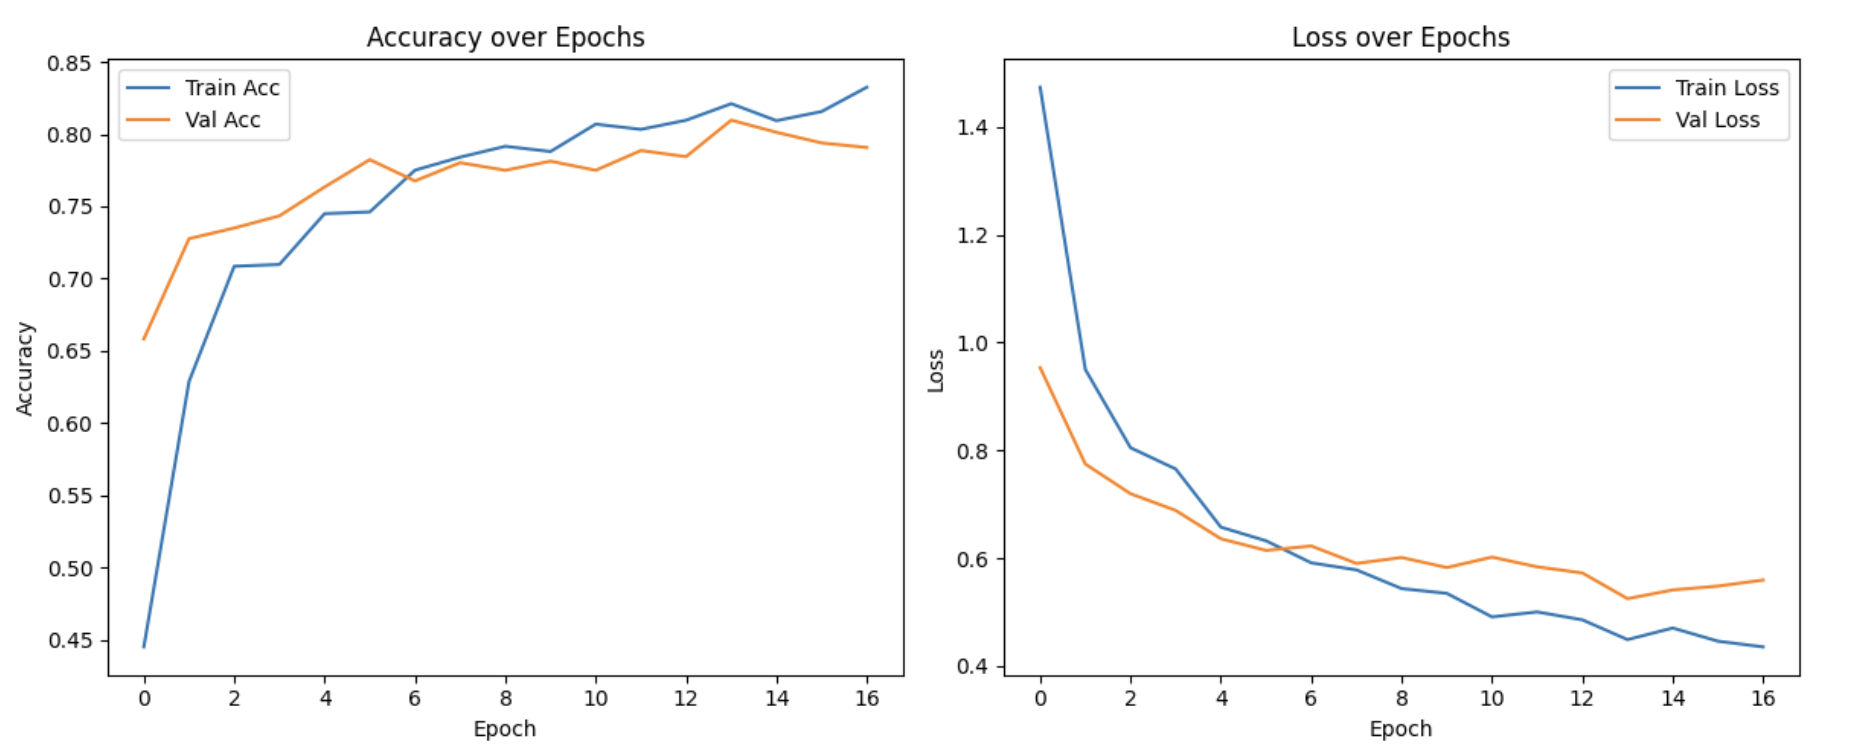 Accuracy over Epochs
Train Acc
Val Acc
0.85
0.80
0.75
0.70
0.65
0.60
0.55
0.50
0.45
Accuracy
0 2 4 6 8 10 12 14 16
Epoch
Loss over Epochs
Train Loss
Val Loss
1.4
1.2
1.0
0.8
0.6
0.4
Loss
0 2 4 6 8 10 12 14 16
Epoch